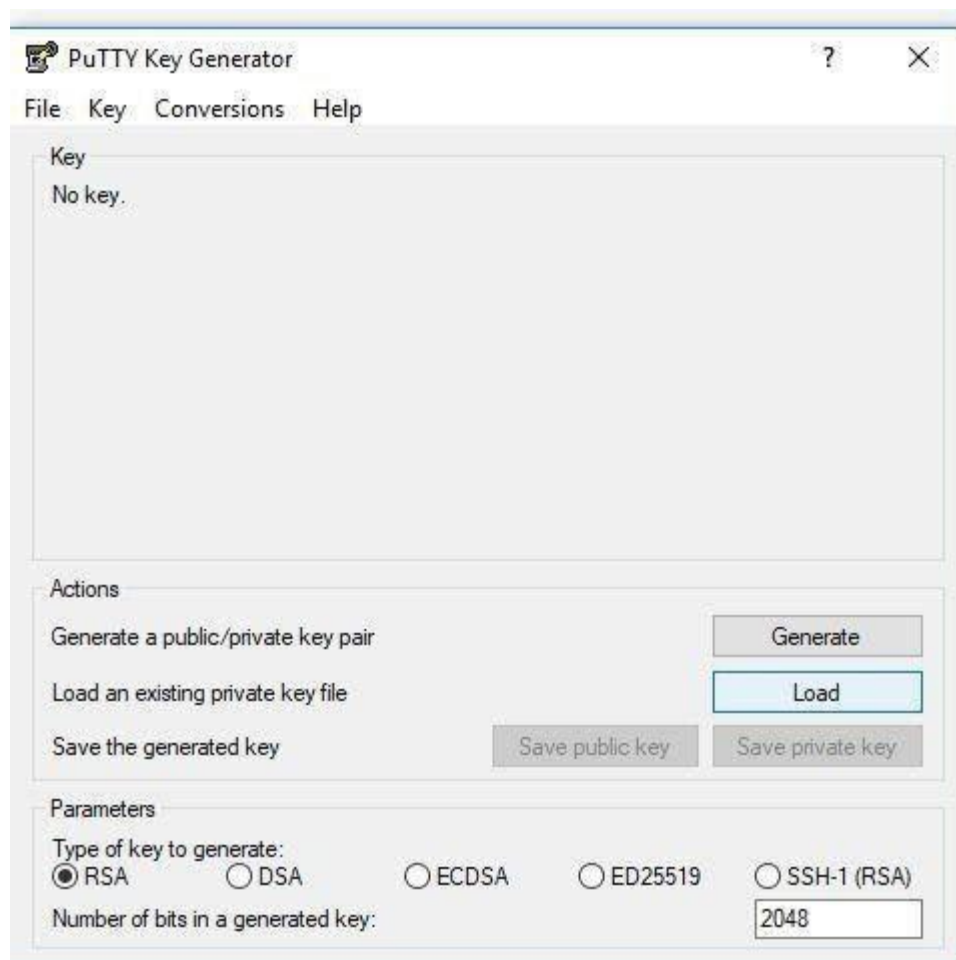 PuTTY Key Generator ? ×
File Key Conversions Help
Key
No key.
Actions
Generate a public/private key pair Generate
Load an existing private key file Load
Save the generated key Save public key Save private key
Parameters
Type of key to generate:
RSA DSA ECDSA ED25519 SSH-1 (RSA)
Number of bits in a generated key: 2048